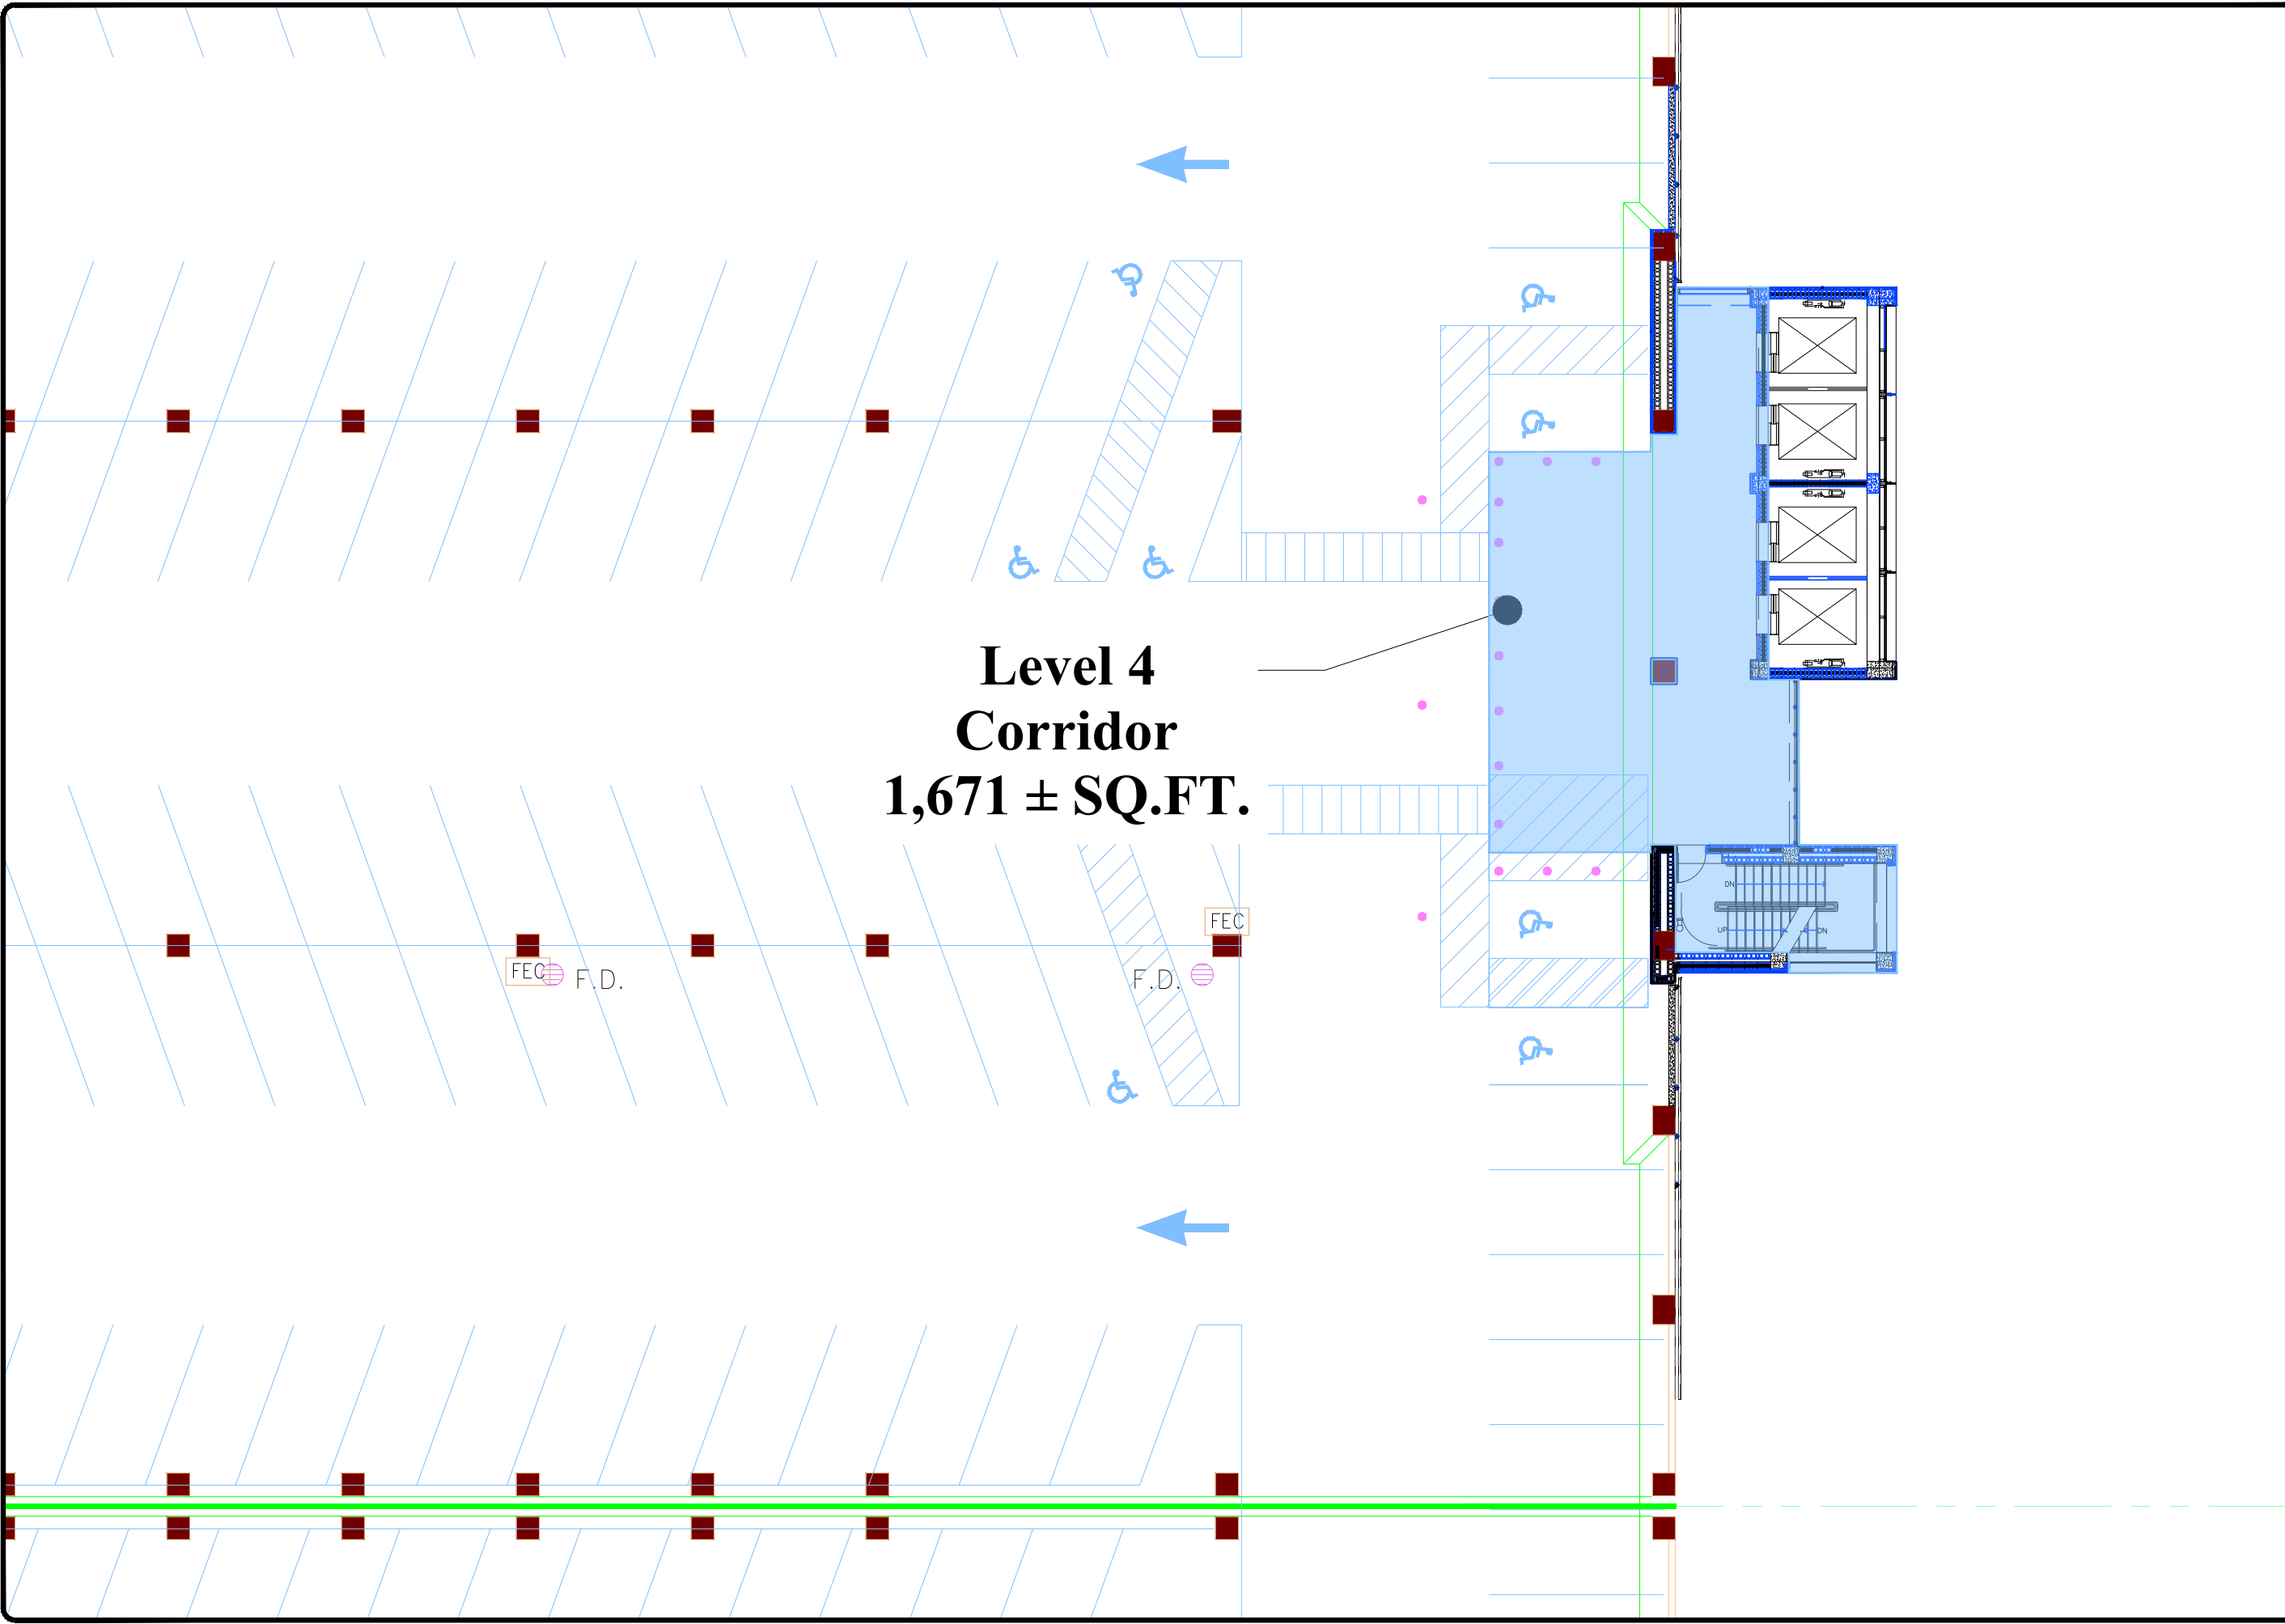 Level 4
Corridor
1,671 ± SQ.FT.
DN
UP
DN
FEC
FEC
F.D.
F.D.